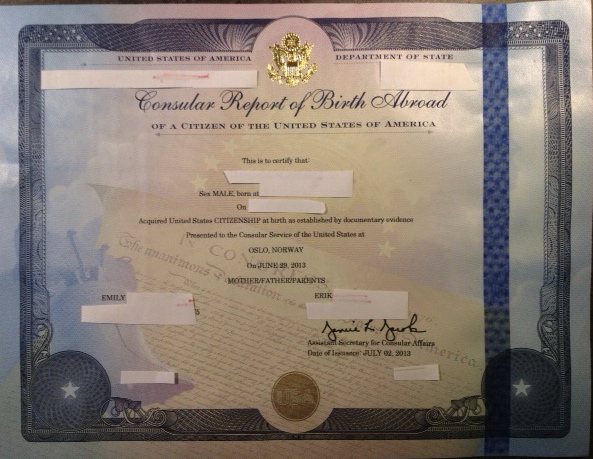 UNITED STATES OF AMERICA DEPARTMENT OF STATE
Consular Report of Birth Abroad
OF A CITIZEN OF THE UNITED STATES OF AMERICA
This is to certify that:
Sex MALE, born at
On
Acquired United States CITIZENSHIP at birth as established by documentary evidence
Presented to the Consular Service of the United States at
OSLO, NORWAY
On JUNE 29, 2013
MOTHER/FATHER/PARENTS
EMILY ERIK
Assistant Secretary for Consular Affairs
Date of Issuance: JULY 02, 2013
USA